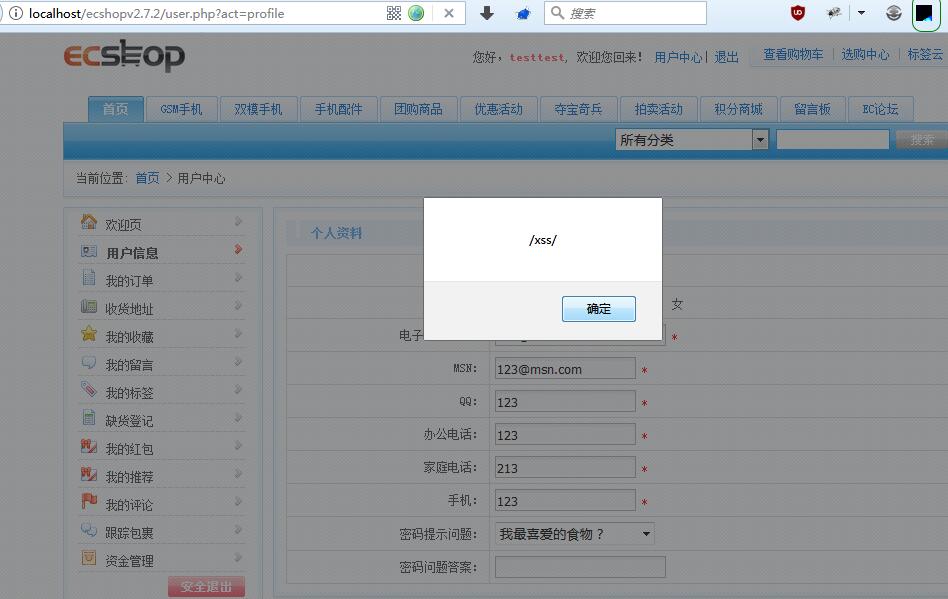 localhost/ecshopv2.7.2/user.php?act=profile
搜索
ecshop
您好，testtest, 欢迎您回来! 用户中心| 退出
查看购物车 | 选购中心 | 标签云
首页 GSM手机 双模手机 手机配件 团购商品 优惠活动 夺宝奇兵 拍卖活动 积分商城 留言板 EC论坛
所有分类 搜索
当前位置: 首页 > 用户中心
欢迎页
用户信息
我的订单
收货地址
我的收藏
我的留言
我的标签
缺货登记
我的红包
我的推荐
我的评论
跟踪包裹
资金管理
安全退出
个人资料
/xss/
确定
女
电子
*
MSN: 123@msn.com *
QQ: 123 *
办公电话: 123 *
家庭电话: 213 *
手机: 123 *
密码提示问题: 我最喜爱的食物？
密码问题答案: